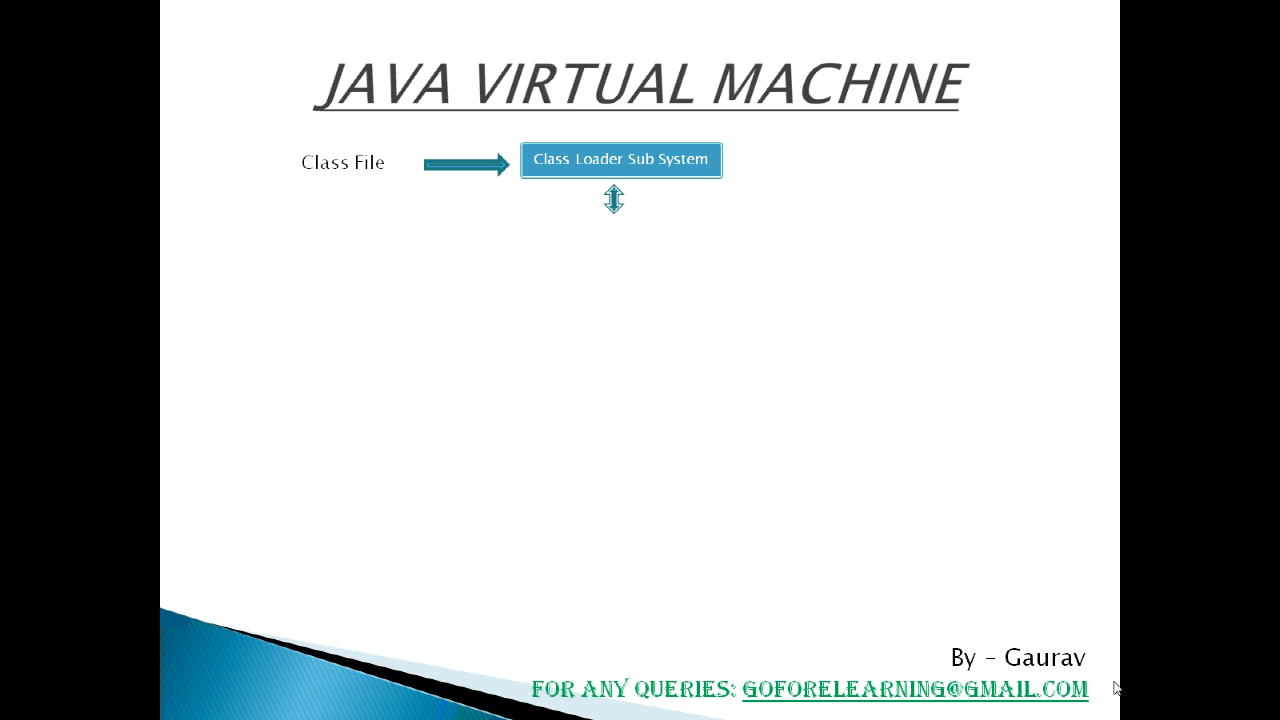 JAVA VIRTUAL MACHINE
Class File
Class Loader Sub System
By – Gaurav
FOR ANY QUERIES: GOFORELEARNING@GMAIL.COM